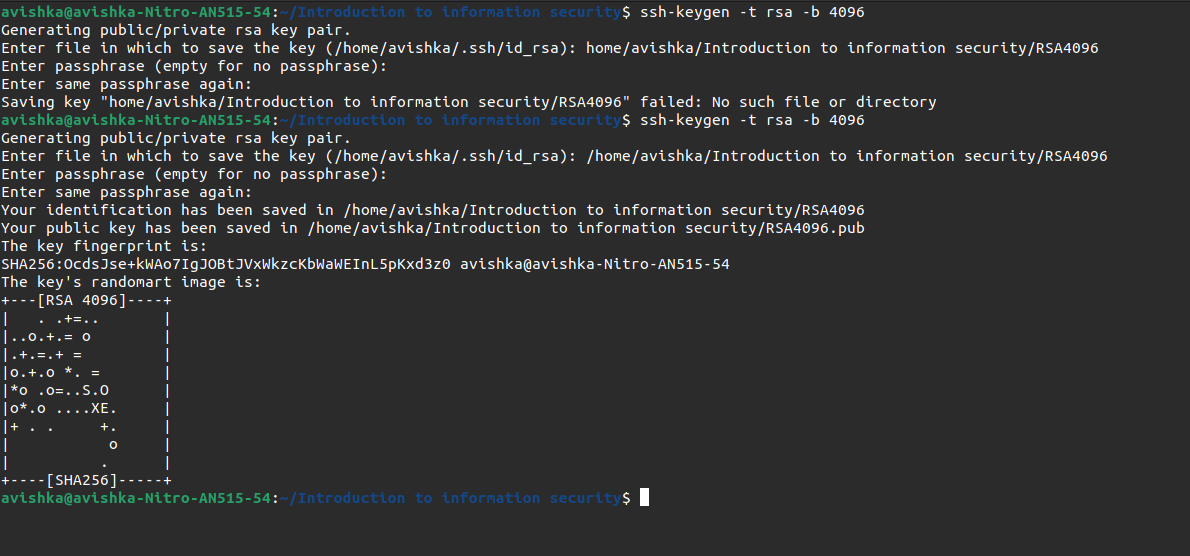 avishka@avishka-Nitro-AN515-54:~/Introduction to information security$ ssh-keygen -t rsa -b 4096
Generating public/private rsa key pair.
Enter file in which to save the key (/home/avishka/.ssh/id_rsa): home/avishka/Introduction to information security/RSA4096
Enter passphrase (empty for no passphrase):
Enter same passphrase again:
Saving key "home/avishka/Introduction to information security/RSA4096" failed: No such file or directory
avishka@avishka-Nitro-AN515-54:~/Introduction to information security$ ssh-keygen -t rsa -b 4096
Generating public/private rsa key pair.
Enter file in which to save the key (/home/avishka/.ssh/id_rsa): /home/avishka/Introduction to information security/RSA4096
Enter passphrase (empty for no passphrase):
Enter same passphrase again:
Your identification has been saved in /home/avishka/Introduction to information security/RSA4096
Your public key has been saved in /home/avishka/Introduction to information security/RSA4096.pub
The key fingerprint is:
SHA256:OcdsJse+kWAo7IgJOBtJVxWkzcKbWaWEInL5pKxd3z0 avishka@avishka-Nitro-AN515-54
The key's randomart image is:
+---[RSA 4096]----+
|   . .+=..       |
|..o.+.= o        |
|.+.=.+ =         |
|o.+.o *. =       |
|*o .o=..S.O      |
|o*.o ....XE.     |
|+ . .     +.     |
|           o     |
|          .      |
+----[SHA256]-----+
avishka@avishka-Nitro-AN515-54:~/Introduction to information security$